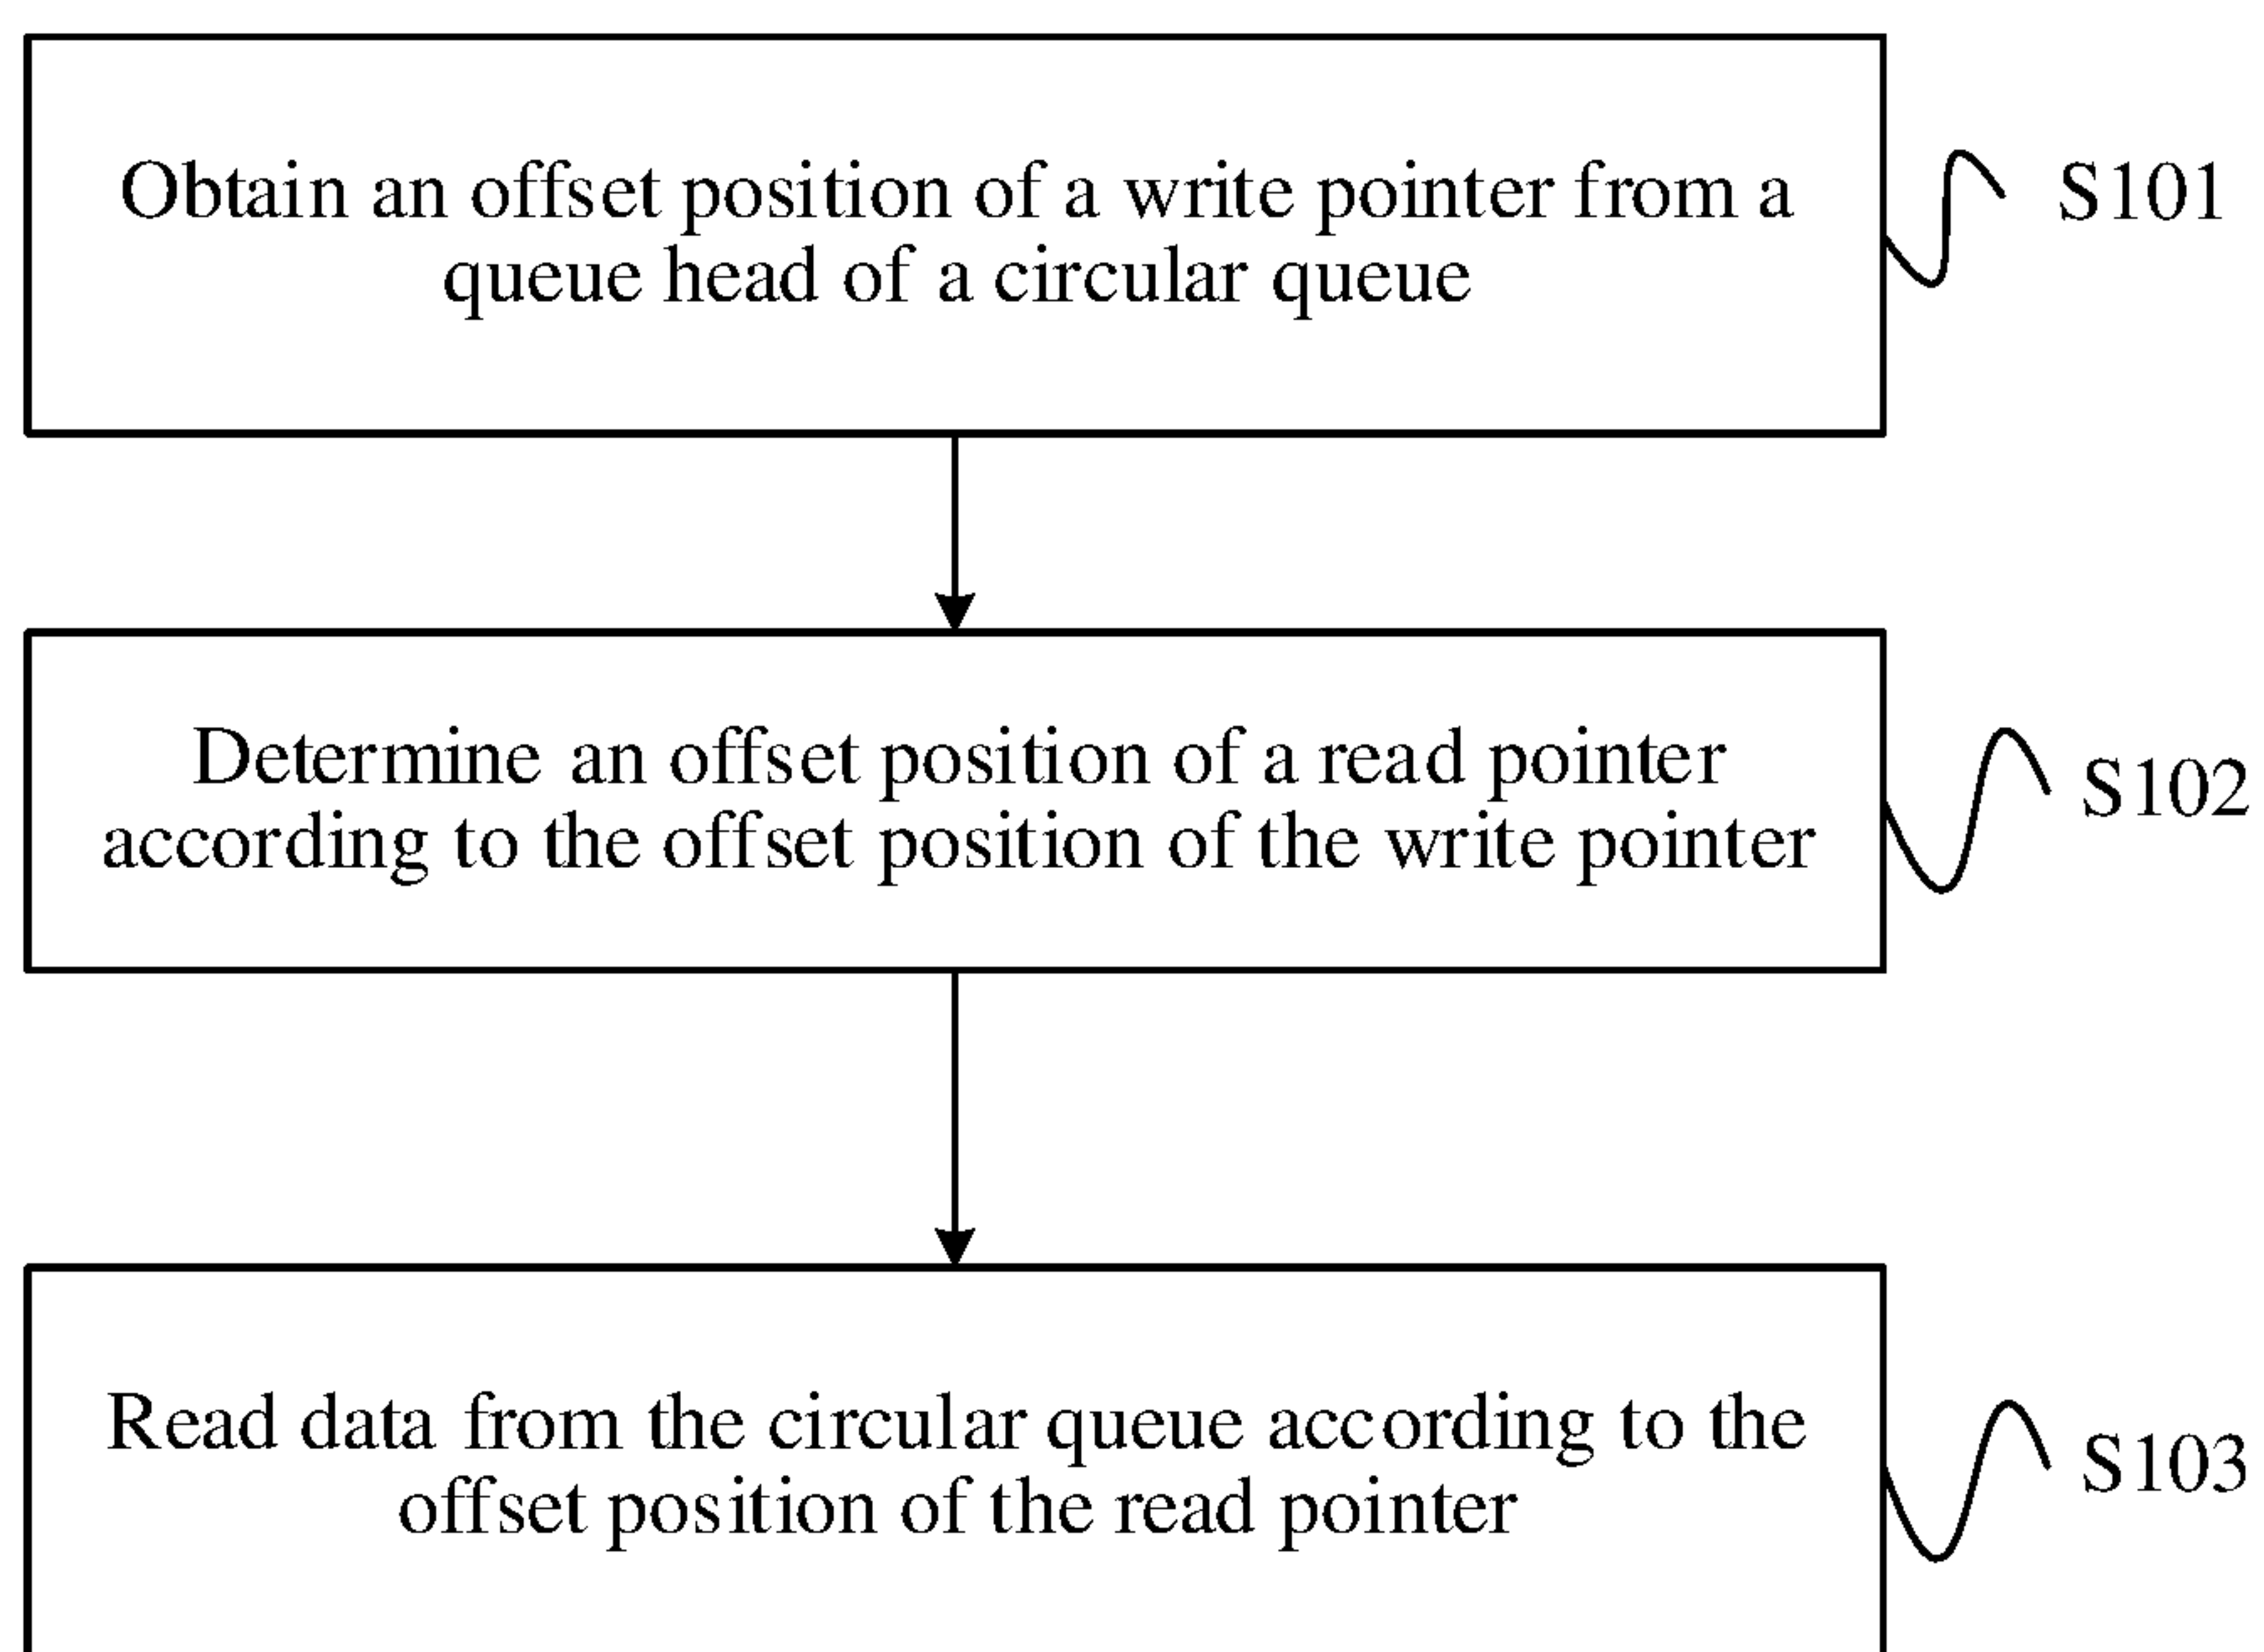 Obtain an offset position of a write pointer from a
queue head of a circular queue
S101
Determine an offset position of a read pointer
according to the offset position of the write pointer
S102
Read data from the circular queue according to the
offset position of the read pointer
S103